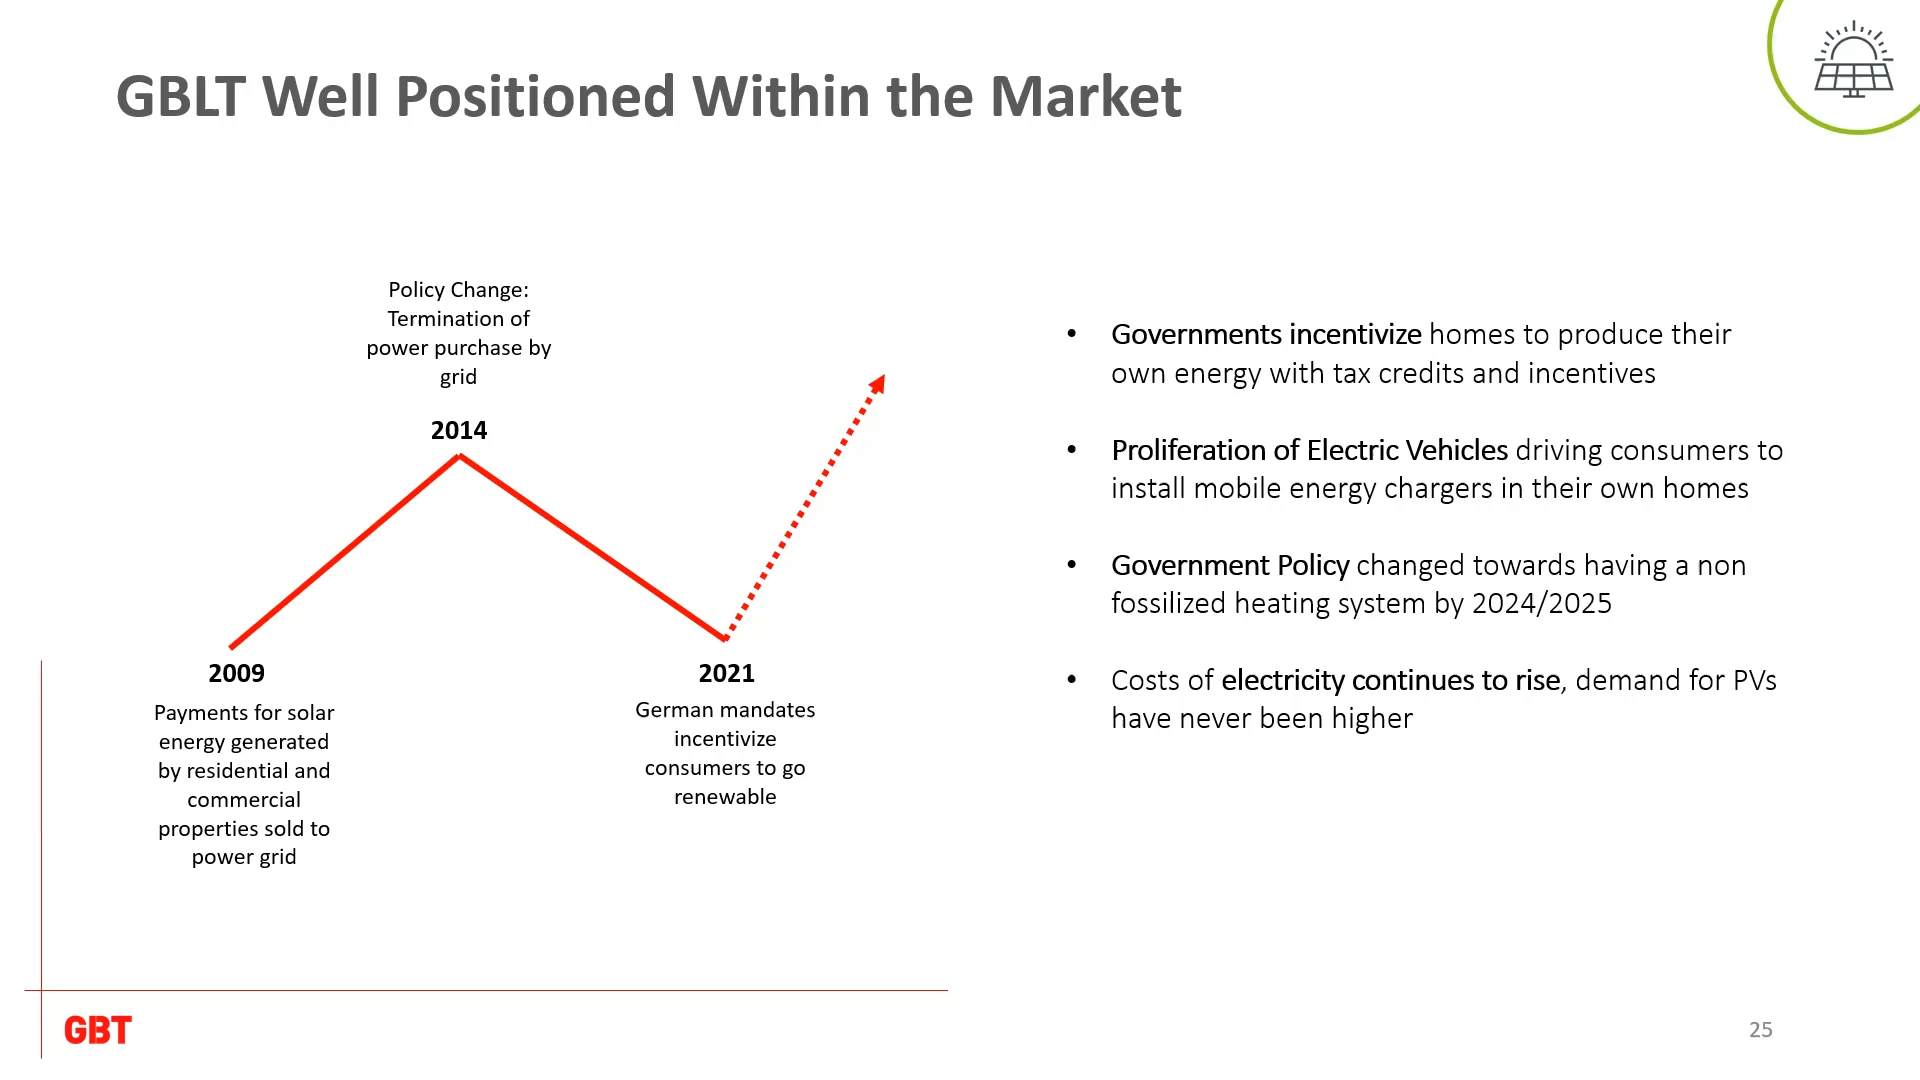 GBLT Well Positioned Within the Market
Policy Change:
Termination of
power purchase by
grid
2014
2009
Payments for solar
energy generated
by residential and
commercial
properties sold to
power grid
2021
German mandates
incentivize
consumers to go
renewable
• Governments incentivize homes to produce their
own energy with tax credits and incentives
• Proliferation of Electric Vehicles driving consumers to
install mobile energy chargers in their own homes
• Government Policy changed towards having a non
fossilized heating system by 2024/2025
• Costs of electricity continues to rise, demand for PVs
have never been higher
GBT
25